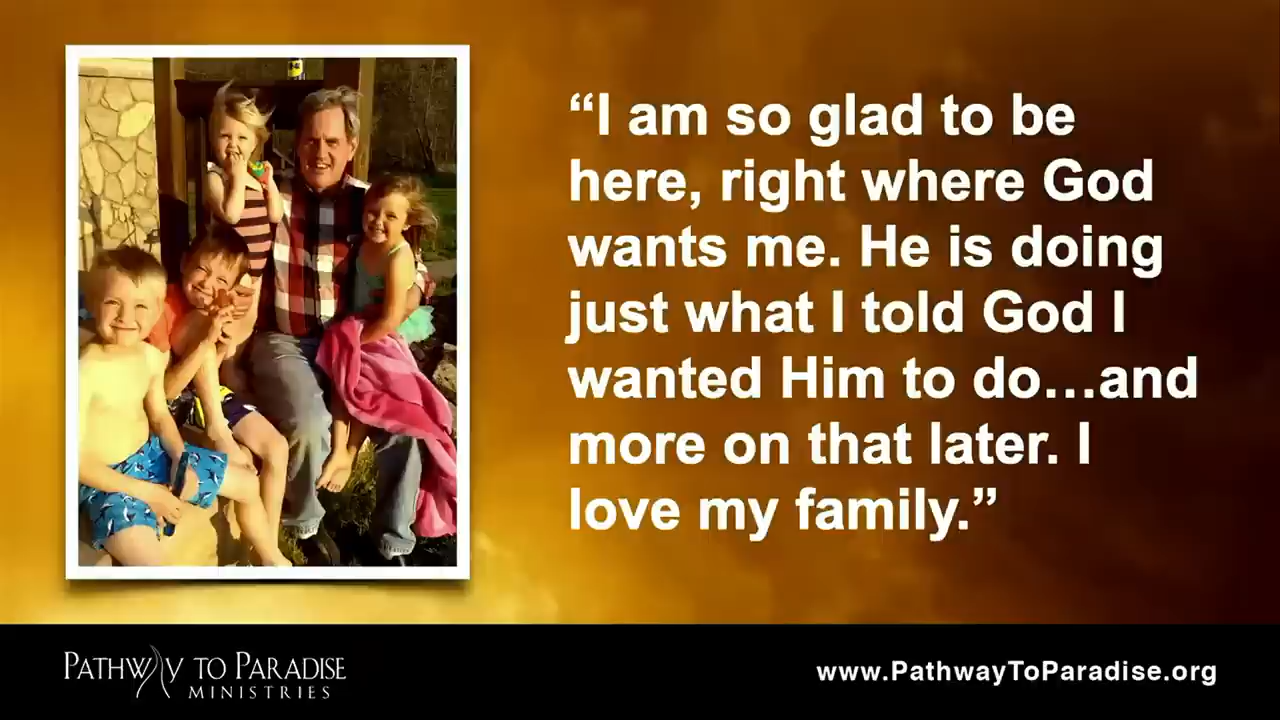 “I am so glad to be
here, right where God
wants me. He is doing
just what I told God I
wanted Him to do…and
more on that later. I
love my family.”
PATHWAY TO PARADISE
MINISTRIES
www.PathwayToParadise.org